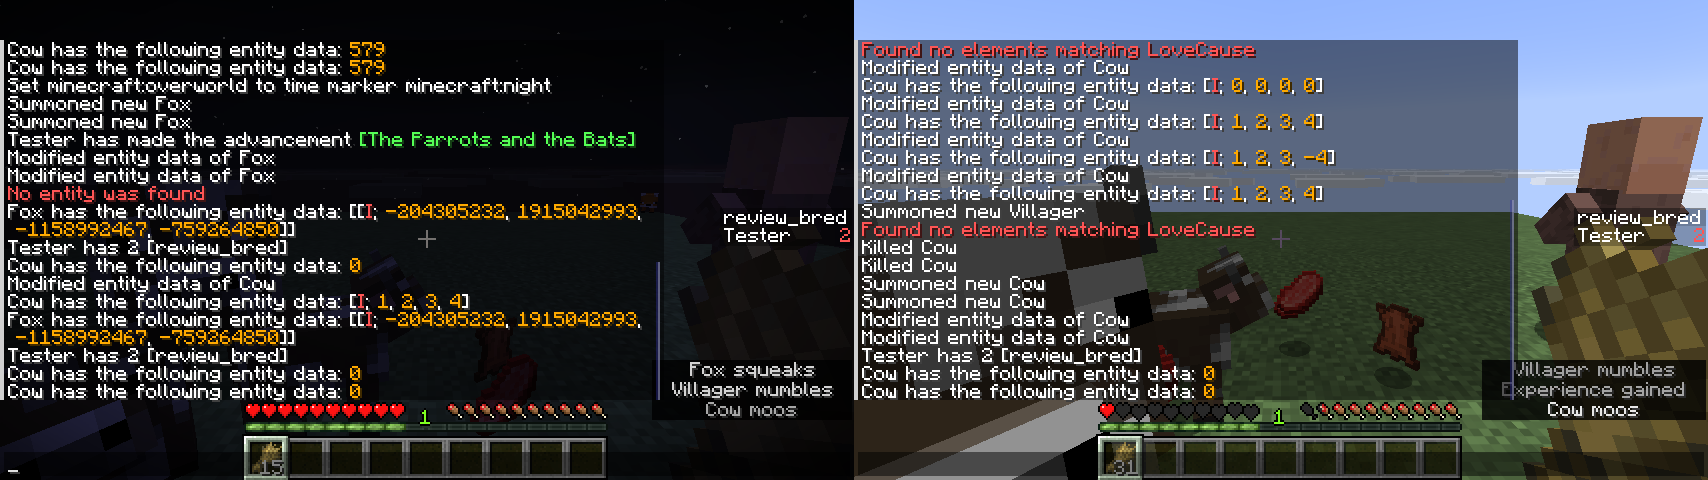 Cow has the following entity data: 579
Cow has the following entity data: 579
Set minecraft:overworld to time marker minecraft:night
Summoned new Fox
Summoned new Fox
Tester has made the advancement [The Parrots and the Bats]
Modified entity data of Fox
Modified entity data of Fox
No entity was found
Fox has the following entity data: [[I; -204305232, 1915042993,
-1158992467, -759264850]]
Tester has 2 [review_bred]
Cow has the following entity data: 0
Modified entity data of Cow
Cow has the following entity data: [I; 1, 2, 3, 4]
Fox has the following entity data: [[I; -204305232, 1915042993,
-1158992467, -759264850]]
Tester has 2 [review_bred]
Cow has the following entity data: 0
Cow has the following entity data: 0
review_bred
Tester 2
Fox squeaks
Villager mumbles
Cow moos
1
15
_
Found no elements matching LoveCause
Modified entity data of Cow
Cow has the following entity data: [I; 0, 0, 0, 0]
Modified entity data of Cow
Cow has the following entity data: [I; 1, 2, 3, 4]
Modified entity data of Cow
Cow has the following entity data: [I; 1, 2, 3, -4]
Modified entity data of Cow
Cow has the following entity data: [I; 1, 2, 3, 4]
Summoned new Villager
Found no elements matching LoveCause
Killed Cow
Killed Cow
Summoned new Cow
Summoned new Cow
Modified entity data of Cow
Modified entity data of Cow
Tester has 2 [review_bred]
Cow has the following entity data: 0
Cow has the following entity data: 0
review_bred
Tester 2
Villager mumbles
Experience gained
Cow moos
1
31